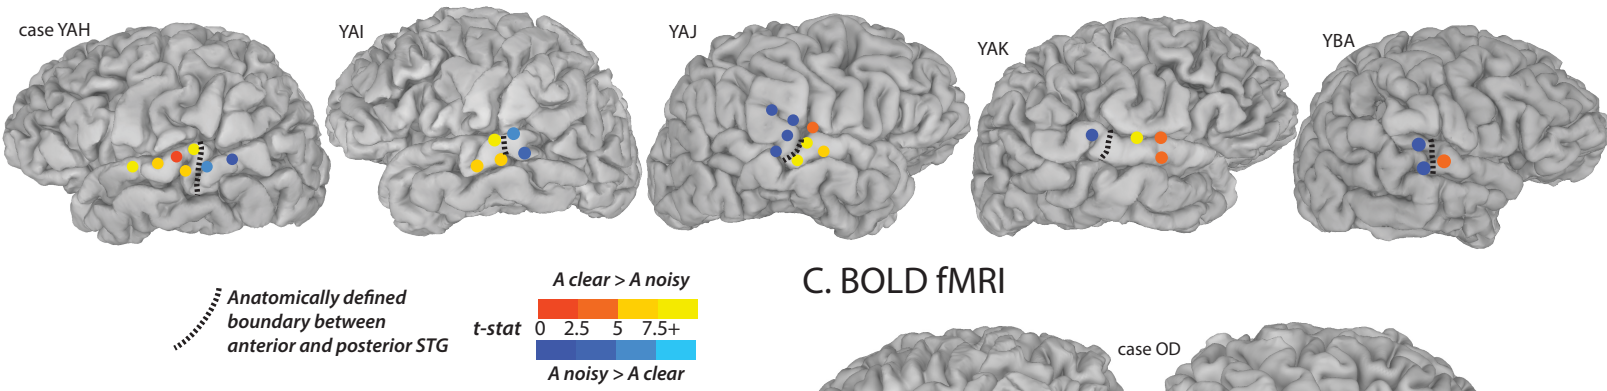 case YAH
YAI
YAJ
YAK
YBA
Anatomically defined
boundary between
anterior and posterior STG
A clear > A noisy
t-stat 0 2.5 5 7.5+
A noisy > A clear
C. BOLD fMRI
case OD